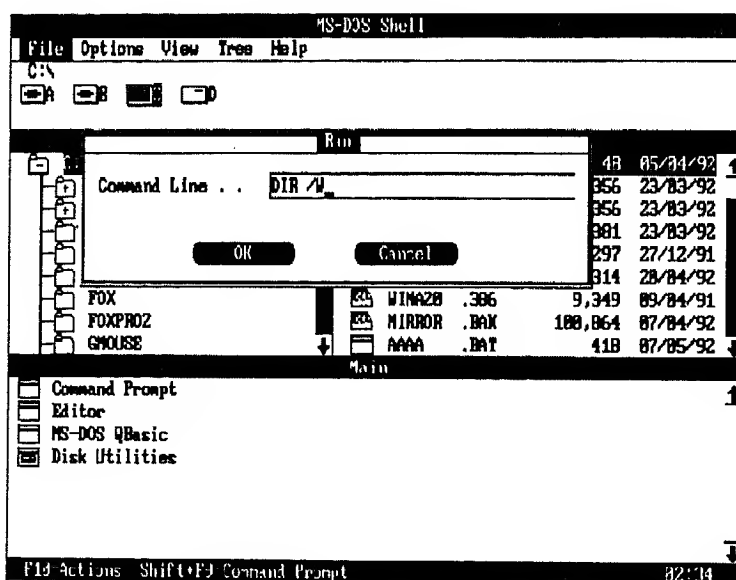 MS-DOS Shell
File Options View Tree Help
C:\
A B D
Run
48 05/04/92
356 23/03/92
Command Line . . DIR /W_
356 23/03/92
381 23/03/92
OK Cancel
297 27/12/91
314 28/04/92
FOX WINA20 .386 9,349 09/04/91
FOXPRO2 MIRROR .BAK 100,864 07/04/92
GMOUSE AAAA .BAT 418 07/05/92
Main
Command Prompt
Editor
MS-DOS QBasic
Disk Utilities
F10=Actions Shift+F9=Command Prompt 02:34